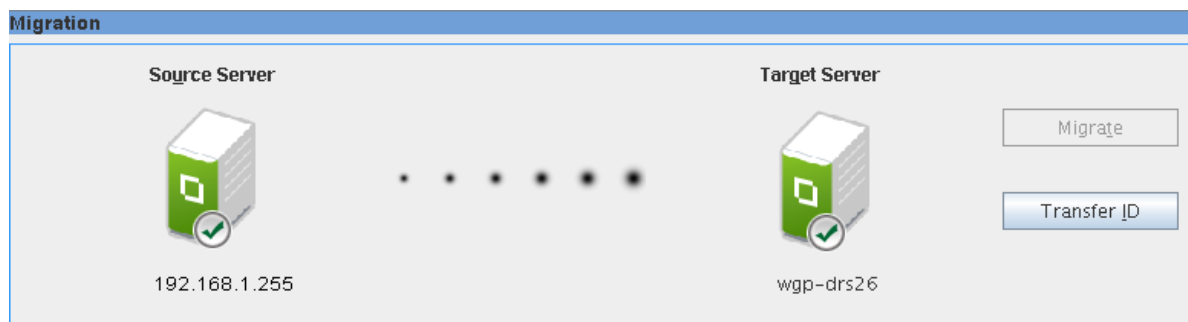 Migration
Source Server
Target Server
Migrate
Transfer ID
192.168.1.255
wgp-drs26